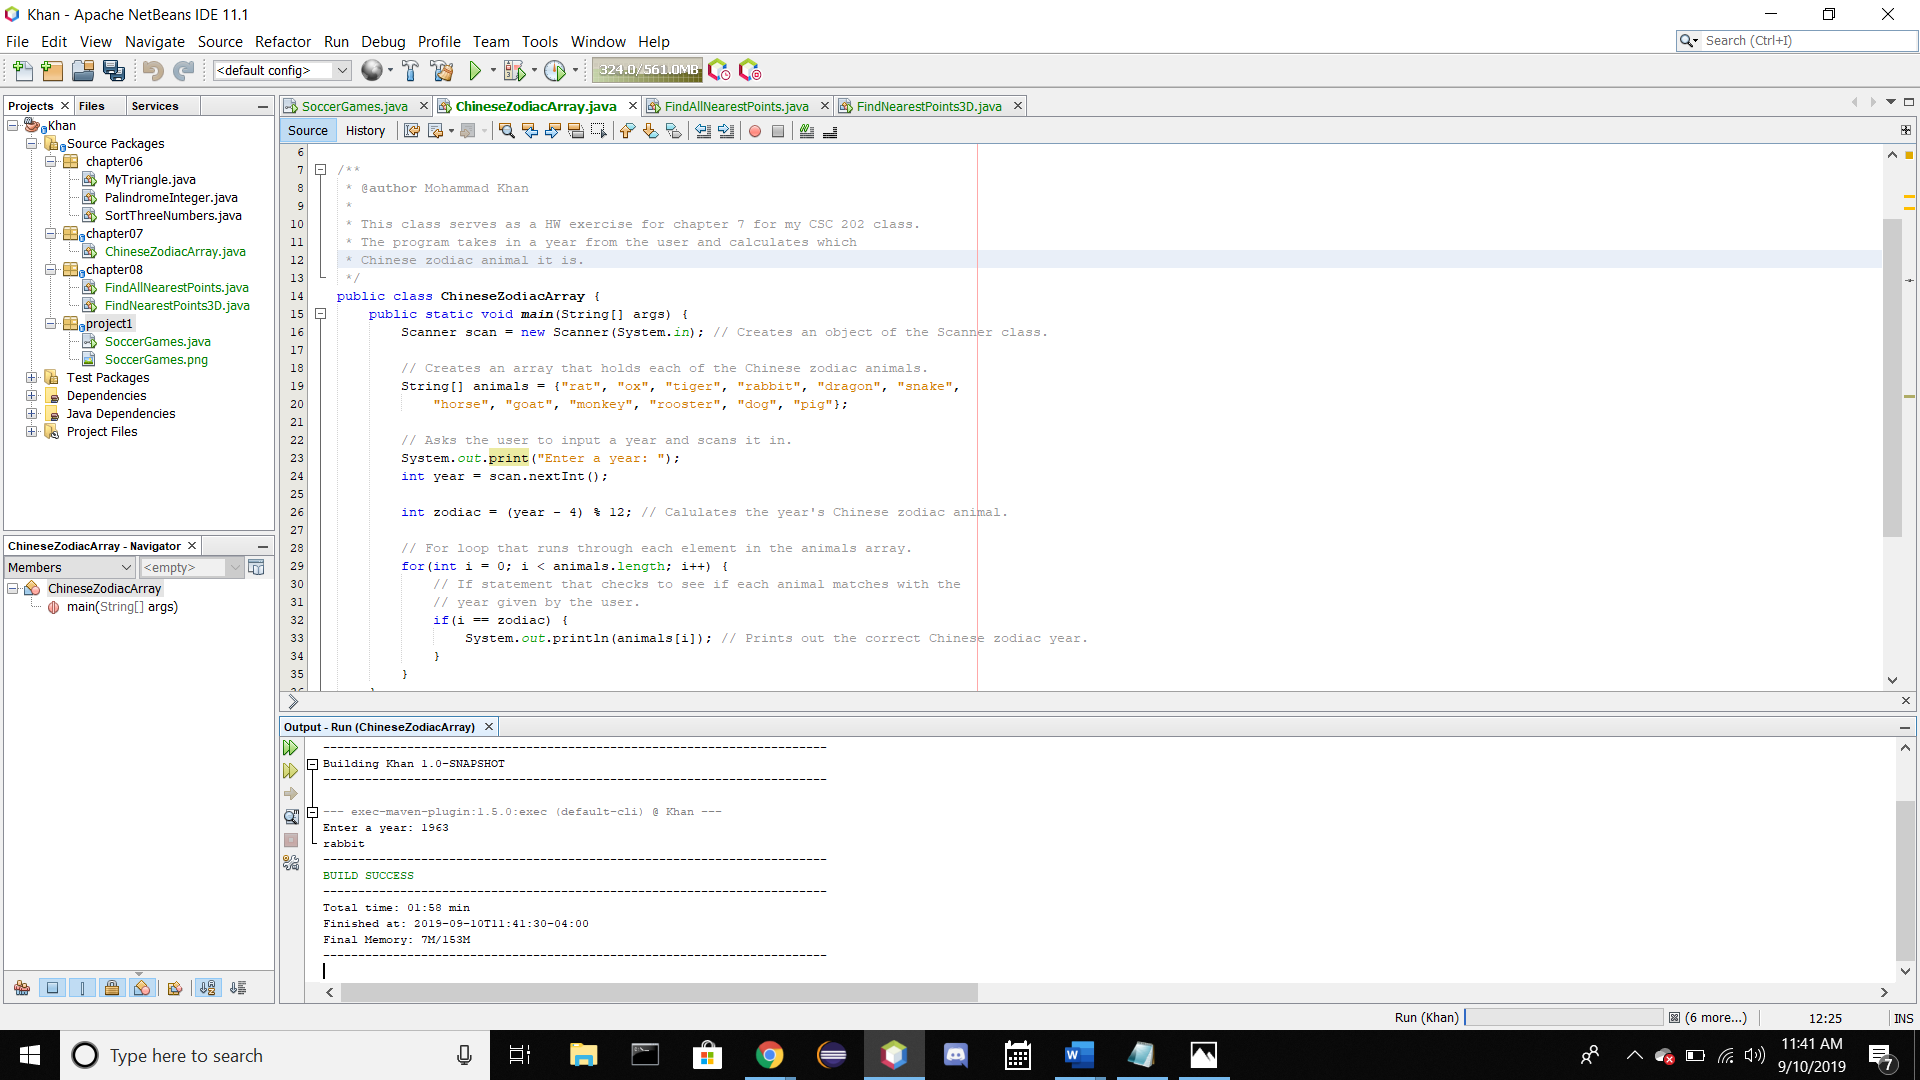 Khan - Apache NetBeans IDE 11.1
File Edit View Navigate Source Refactor Run Debug Profile Team Tools Window Help
Search (Ctrl+I)
<default config>
324.0/561.0MB
Projects Files Services
Khan
Source Packages
chapter06
MyTriangle.java
PalindromeInteger.java
SortThreeNumbers.java
chapter07
ChineseZodiacArray.java
chapter08
FindAllNearestPoints.java
FindNearestPoints3D.java
project1
SoccerGames.java
SoccerGames.png
Test Packages
Dependencies
Java Dependencies
Project Files
ChineseZodiacArray - Navigator
Members <empty>
ChineseZodiacArray
main(String[] args)
SoccerGames.java ChineseZodiacArray.java FindAllNearestPoints.java FindNearestPoints3D.java
Source History
6
7 /**
8 * @author Mohammad Khan
9 *
10 * This class serves as a HW exercise for chapter 7 for my CSC 202 class.
11 * The program takes in a year from the user and calculates which
12 * Chinese zodiac animal it is.
13 */
14 public class ChineseZodiacArray {
15 public static void main(String[] args) {
16 Scanner scan = new Scanner(System.in); // Creates an object of the Scanner class.
17
18 // Creates an array that holds each of the Chinese zodiac animals.
19 String[] animals = {"rat", "ox", "tiger", "rabbit", "dragon", "snake",
20 "horse", "goat", "monkey", "rooster", "dog", "pig"};
21
22 // Asks the user to input a year and scans it in.
23 System.out.print("Enter a year: ");
24 int year = scan.nextInt();
25
26 int zodiac = (year - 4) % 12; // Calulates the year's Chinese zodiac animal.
27
28 // For loop that runs through each element in the animals array.
29 for(int i = 0; i < animals.length; i++) {
30 // If statement that checks to see if each animal matches with the
31 // year given by the user.
32 if(i == zodiac) {
33 System.out.println(animals[i]); // Prints out the correct Chinese zodiac year.
34 }
35 }
Output - Run (ChineseZodiacArray)
------------------------------------------------------------------------
Building Khan 1.0-SNAPSHOT
------------------------------------------------------------------------
--- exec-maven-plugin:1.5.0:exec (default-cli) @ Khan ---
Enter a year: 1963
rabbit
------------------------------------------------------------------------
BUILD SUCCESS
------------------------------------------------------------------------
Total time: 01:58 min
Finished at: 2019-09-10T11:41:30-04:00
Final Memory: 7M/153M
------------------------------------------------------------------------
Run (Khan) (6 more...) 12:25 INS
Type here to search
11:41 AM
9/10/2019
7